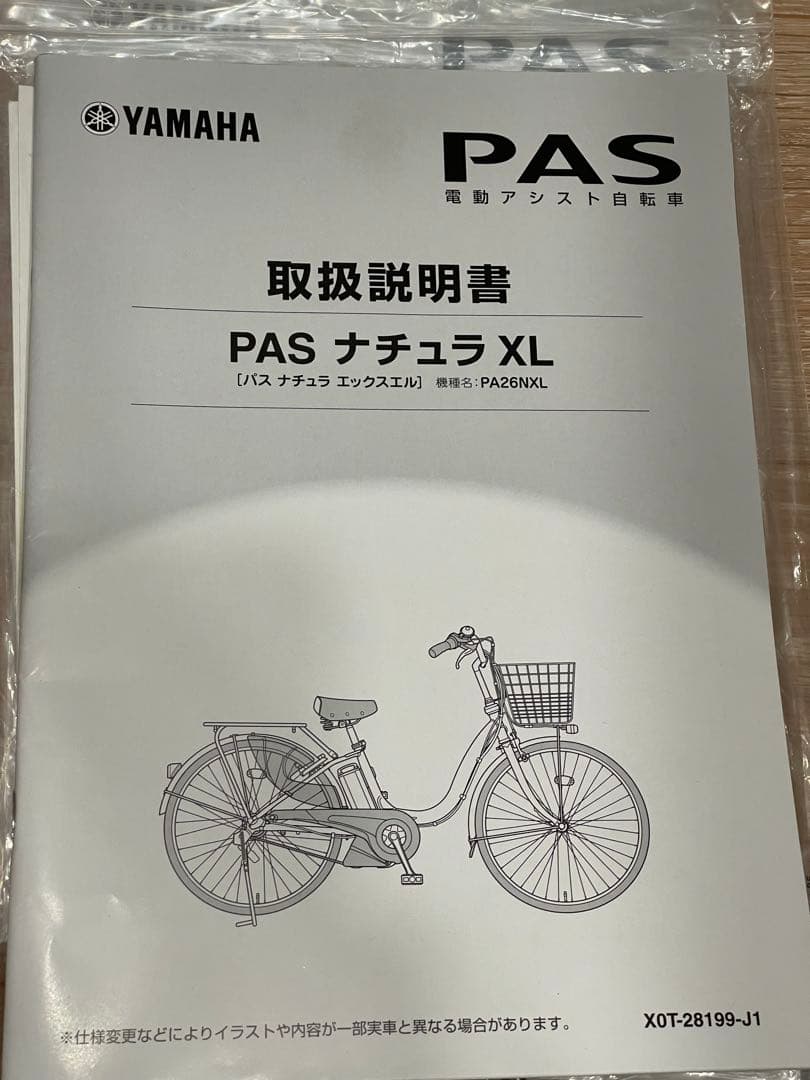 PAS
YAMAHA
PAS
電動アシスト自転車
取扱説明書
PAS ナチュラ XL
[パス ナチュラ エックスエル] 機種名:PA26NXL
※仕様変更などによりイラストや内容が一部実車と異なる場合があります。
X0T-28199-J1